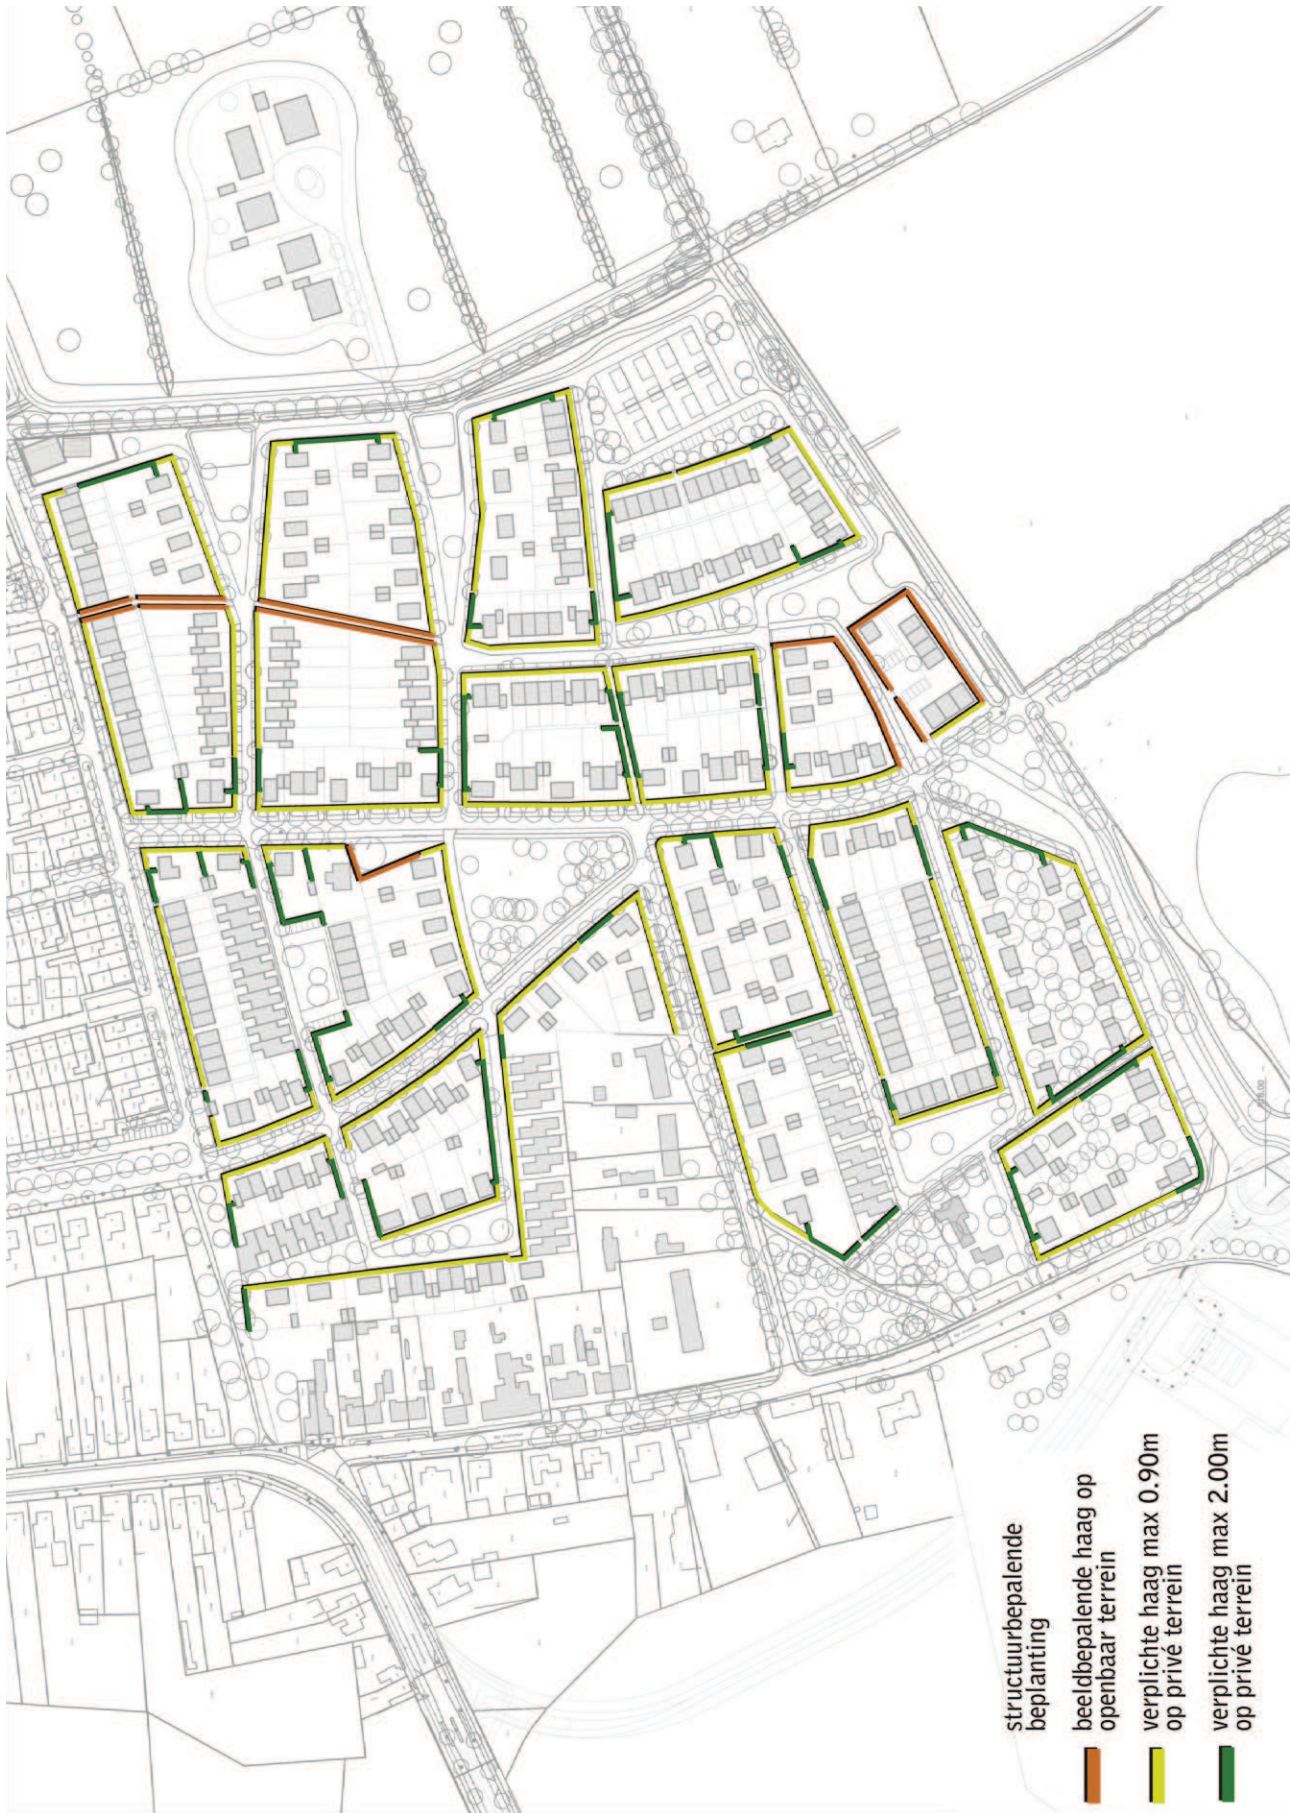 structuurbepalende
beplanting
beeldbepalende haag op
openbaar terrein
verplichte haag max 0.90m
op privé terrein
verplichte haag max 2.00m
op privé terrein